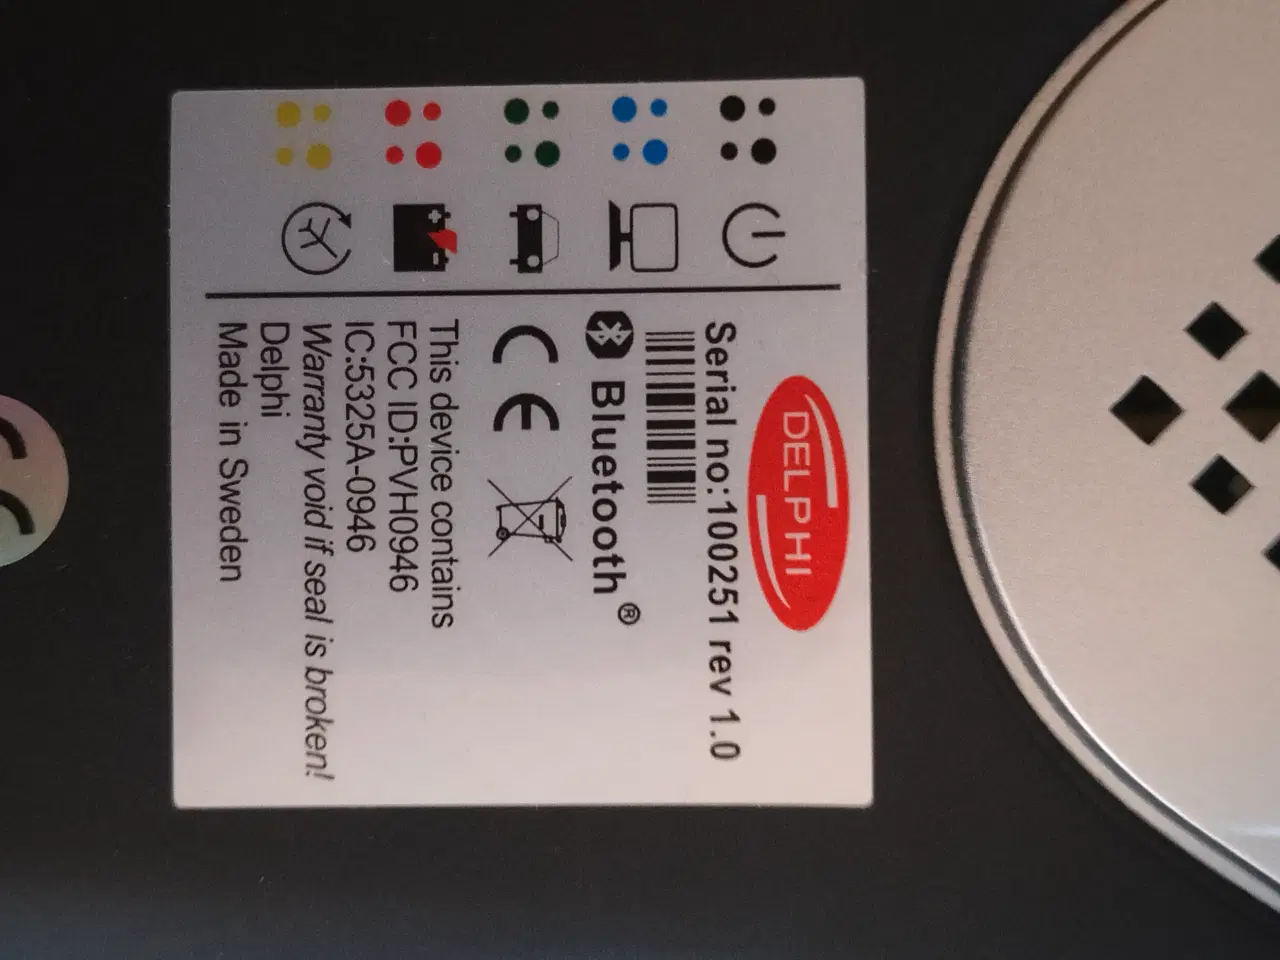 DELPHI
Serial no:100251 rev 1.0
Bluetooth®
CE
This device contains
FCC ID:PVH0946
IC:5325A-0946
Warranty void if seal is broken!
Delphi
Made in Sweden